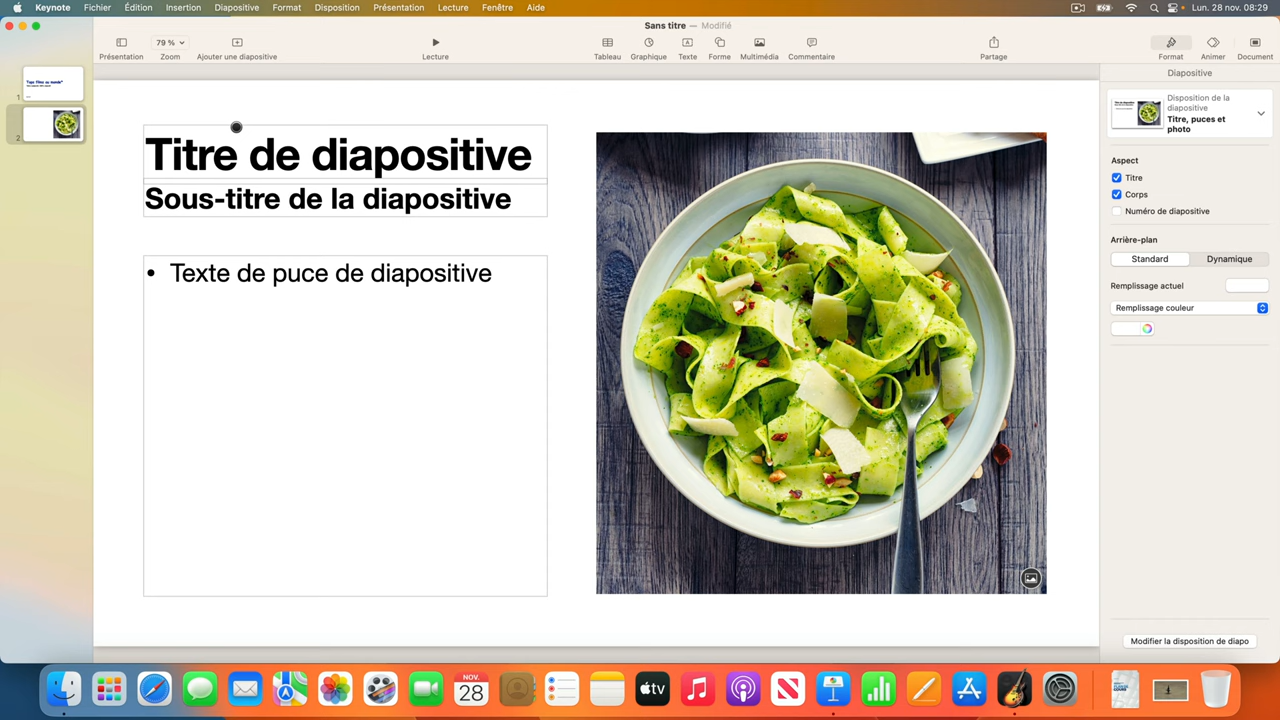 Keynote Fichier Édition Insertion Diapositive Format Disposition Présentation Lecture Fenêtre Aide Lun. 28 nov. 08:29
Sans titre — Modifié
79 %
Présentation Zoom Ajouter une diapositive Lecture Tableau Graphique Texte Forme Multimédia Commentaire Partage Format Animer Document
Diapositive
Disposition de la
diapositive
Titre, puces et
photo
1
2
Titre de diapositive
Sous-titre de la diapositive
• Texte de puce de diapositive
Aspect
Titre
Corps
Numéro de diapositive
Arrière-plan
Standard Dynamique
Remplissage actuel
Remplissage couleur
Modifier la disposition de diapo
NOV.
28
tv